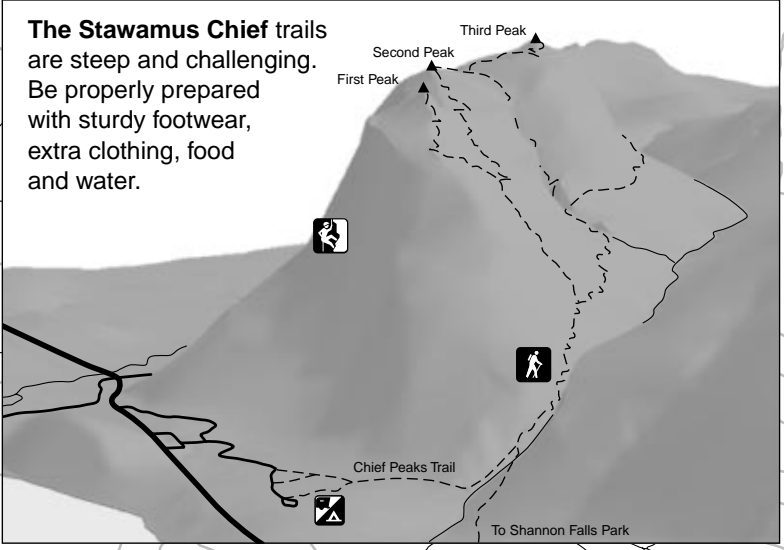 The Stawamus Chief trails
are steep and challenging.
Be properly prepared
with sturdy footwear,
extra clothing, food
and water.
Third Peak
Second Peak
First Peak
Chief Peaks Trail
To Shannon Falls Park